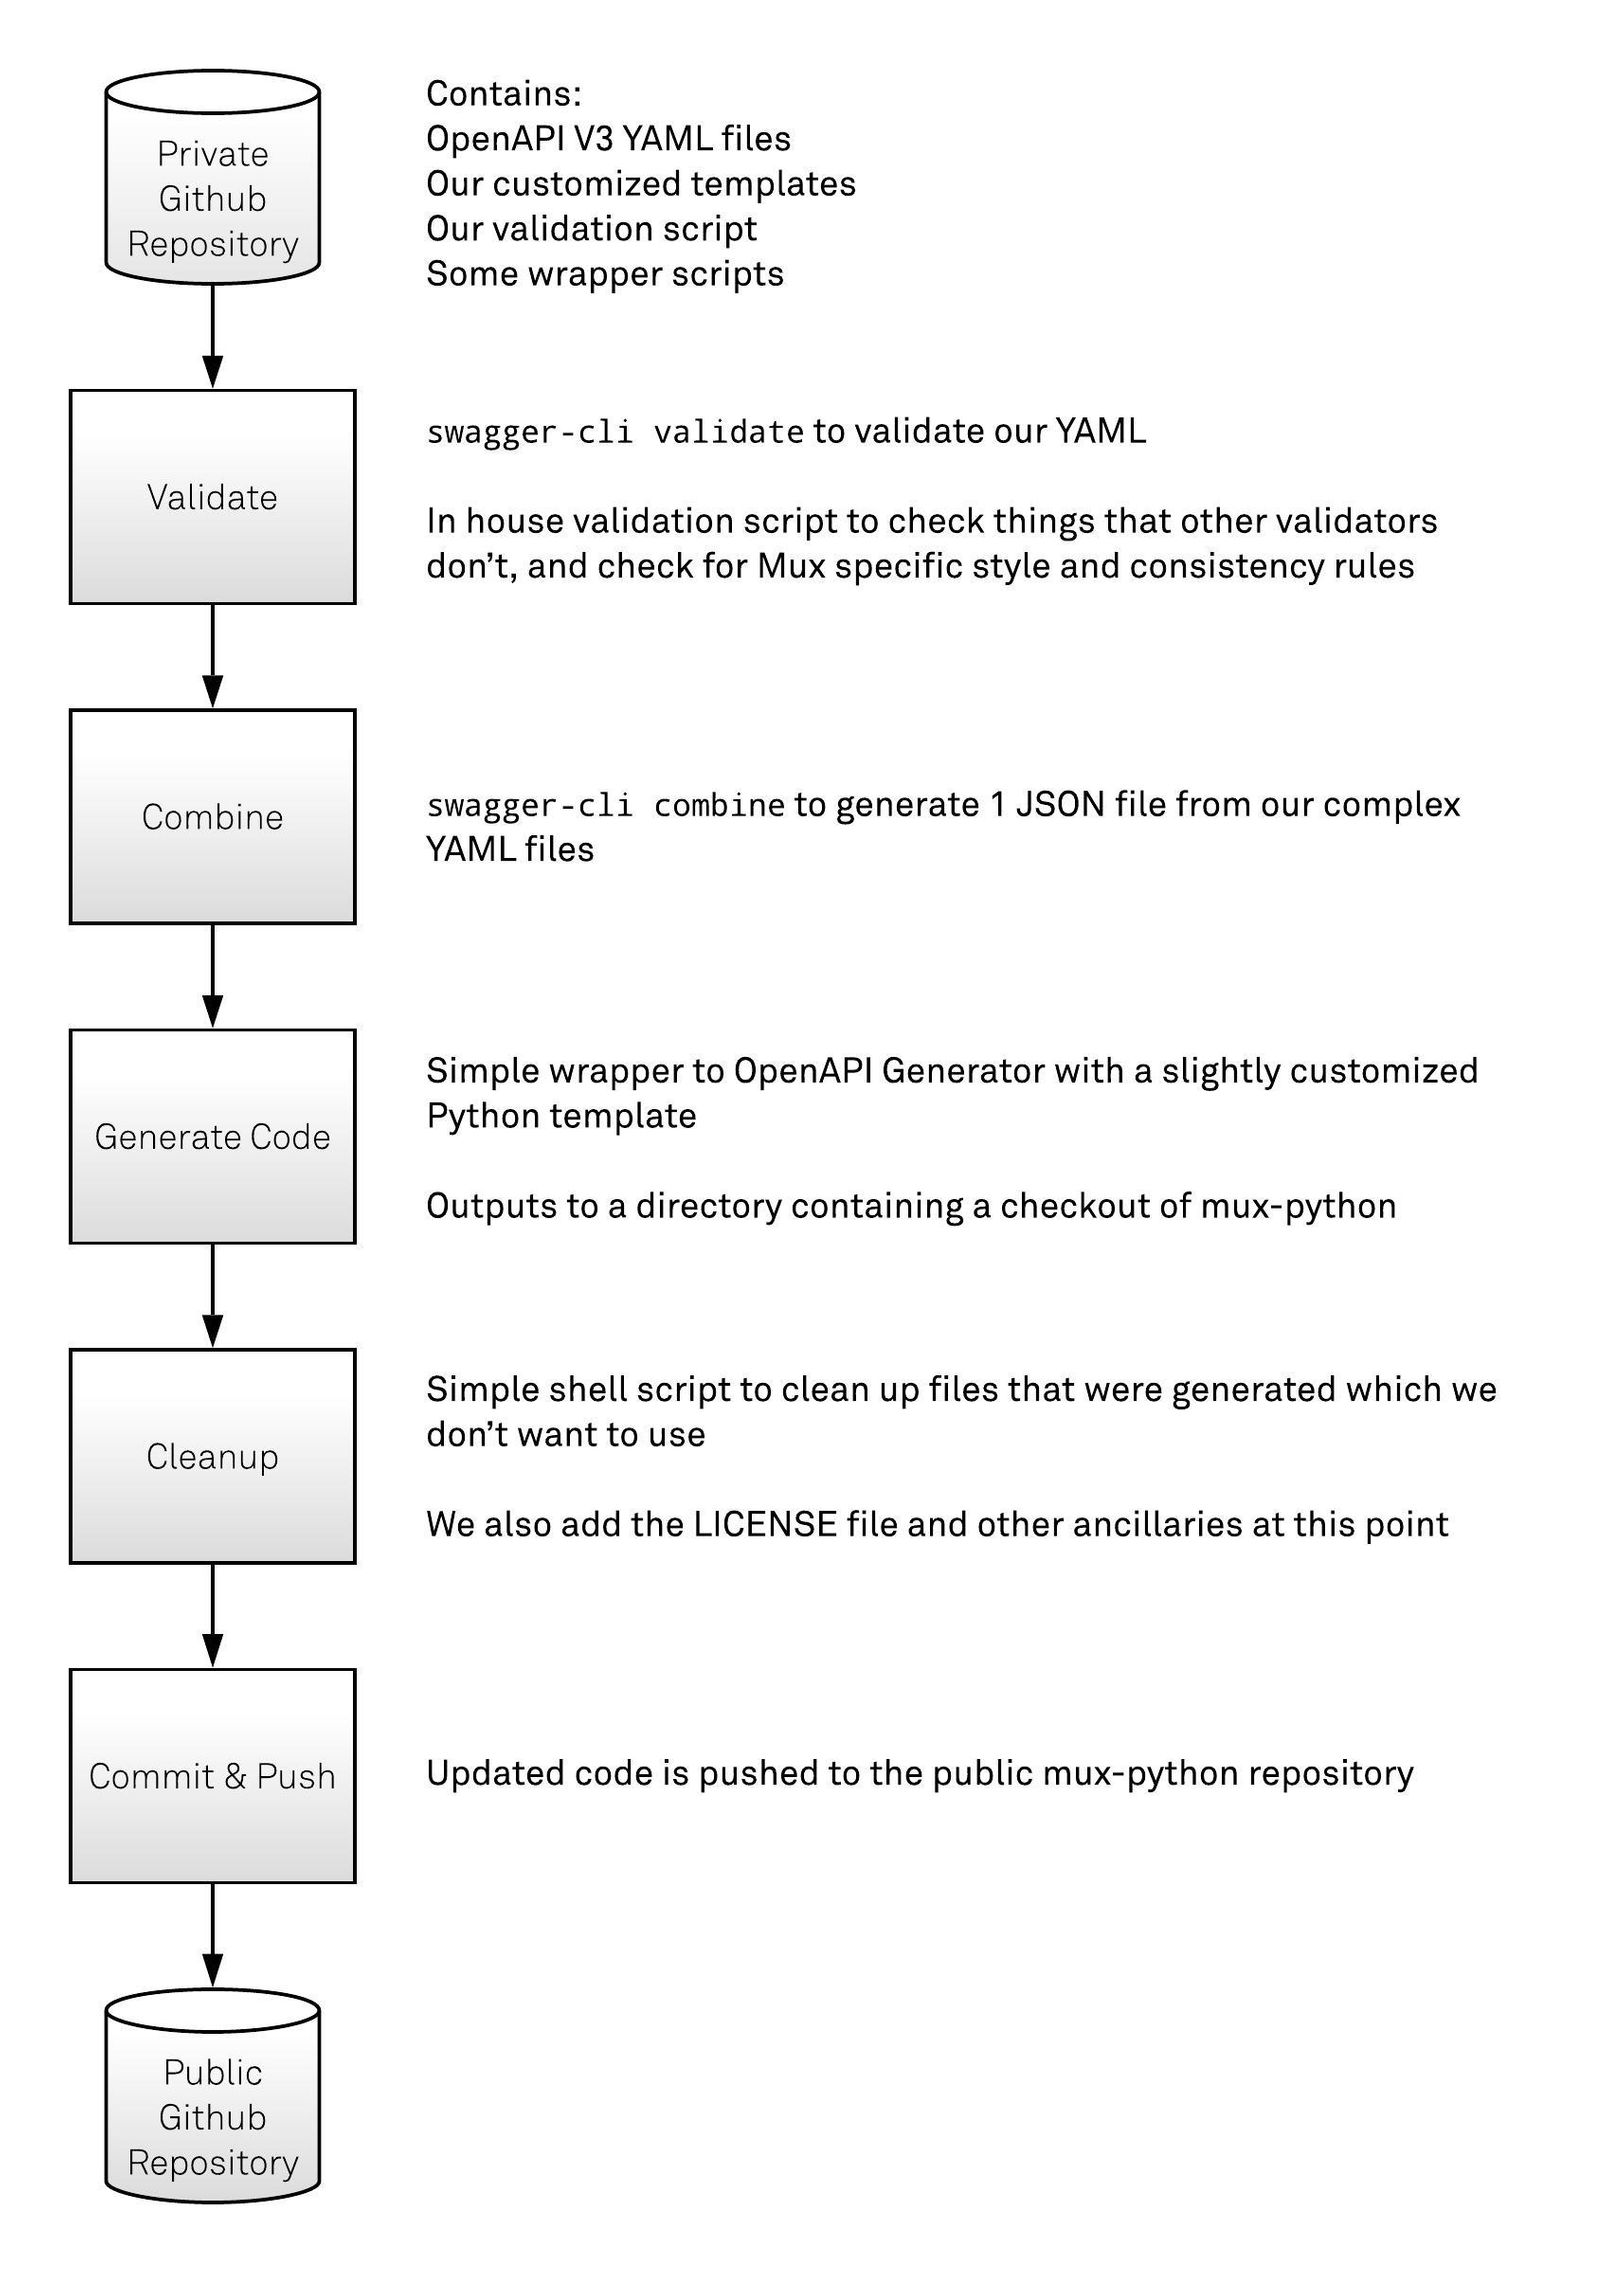 Private
Github
Repository
Contains:
OpenAPI V3 YAML files
Our customized templates
Our validation script
Some wrapper scripts
Validate
swagger-cli validate to validate our YAML
In house validation script to check things that other validators
don’t, and check for Mux specific style and consistency rules
Combine
swagger-cli combine to generate 1 JSON file from our complex
YAML files
Generate Code
Simple wrapper to OpenAPI Generator with a slightly customized
Python template
Outputs to a directory containing a checkout of mux-python
Cleanup
Simple shell script to clean up files that were generated which we
don’t want to use
We also add the LICENSE file and other ancillaries at this point
Commit & Push
Updated code is pushed to the public mux-python repository
Public
Github
Repository